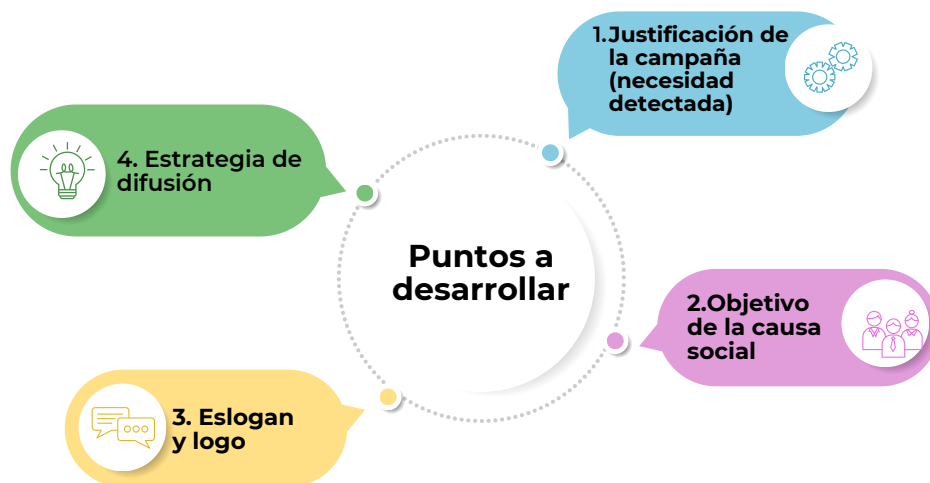 Puntos a
desarrollar
1.Justificación de
la campaña
(necesidad
detectada)
2.Objetivo
de la causa
social
3. Eslogan
y logo
4. Estrategia de
difusión